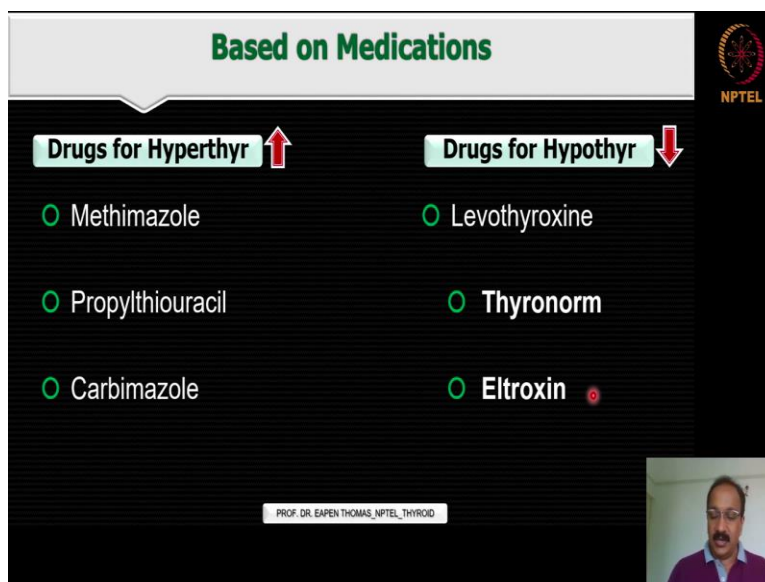 Based on Medications
NPTEL
Drugs for Hyperthyr
Methimazole
Propylthiouracil
Carbimazole
Drugs for Hypothyr
Levothyroxine
Thyronorm
Eltroxin
PROF. DR. EAPEN THOMAS_NPTEL_THYROID